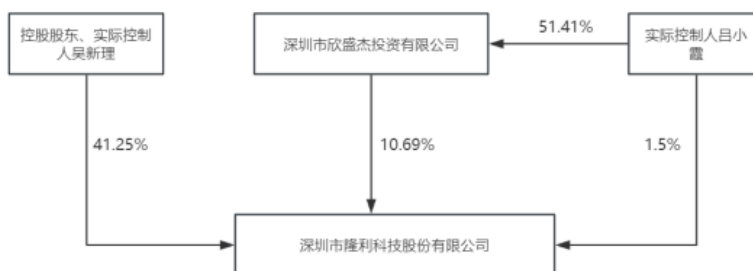 控股股东、实际控制
人吴新理
深圳市欣盛杰投资有限公司
51.41%
实际控制人吕小
霞
41.25%
10.69%
1.5%
深圳市隆利科技股份有限公司